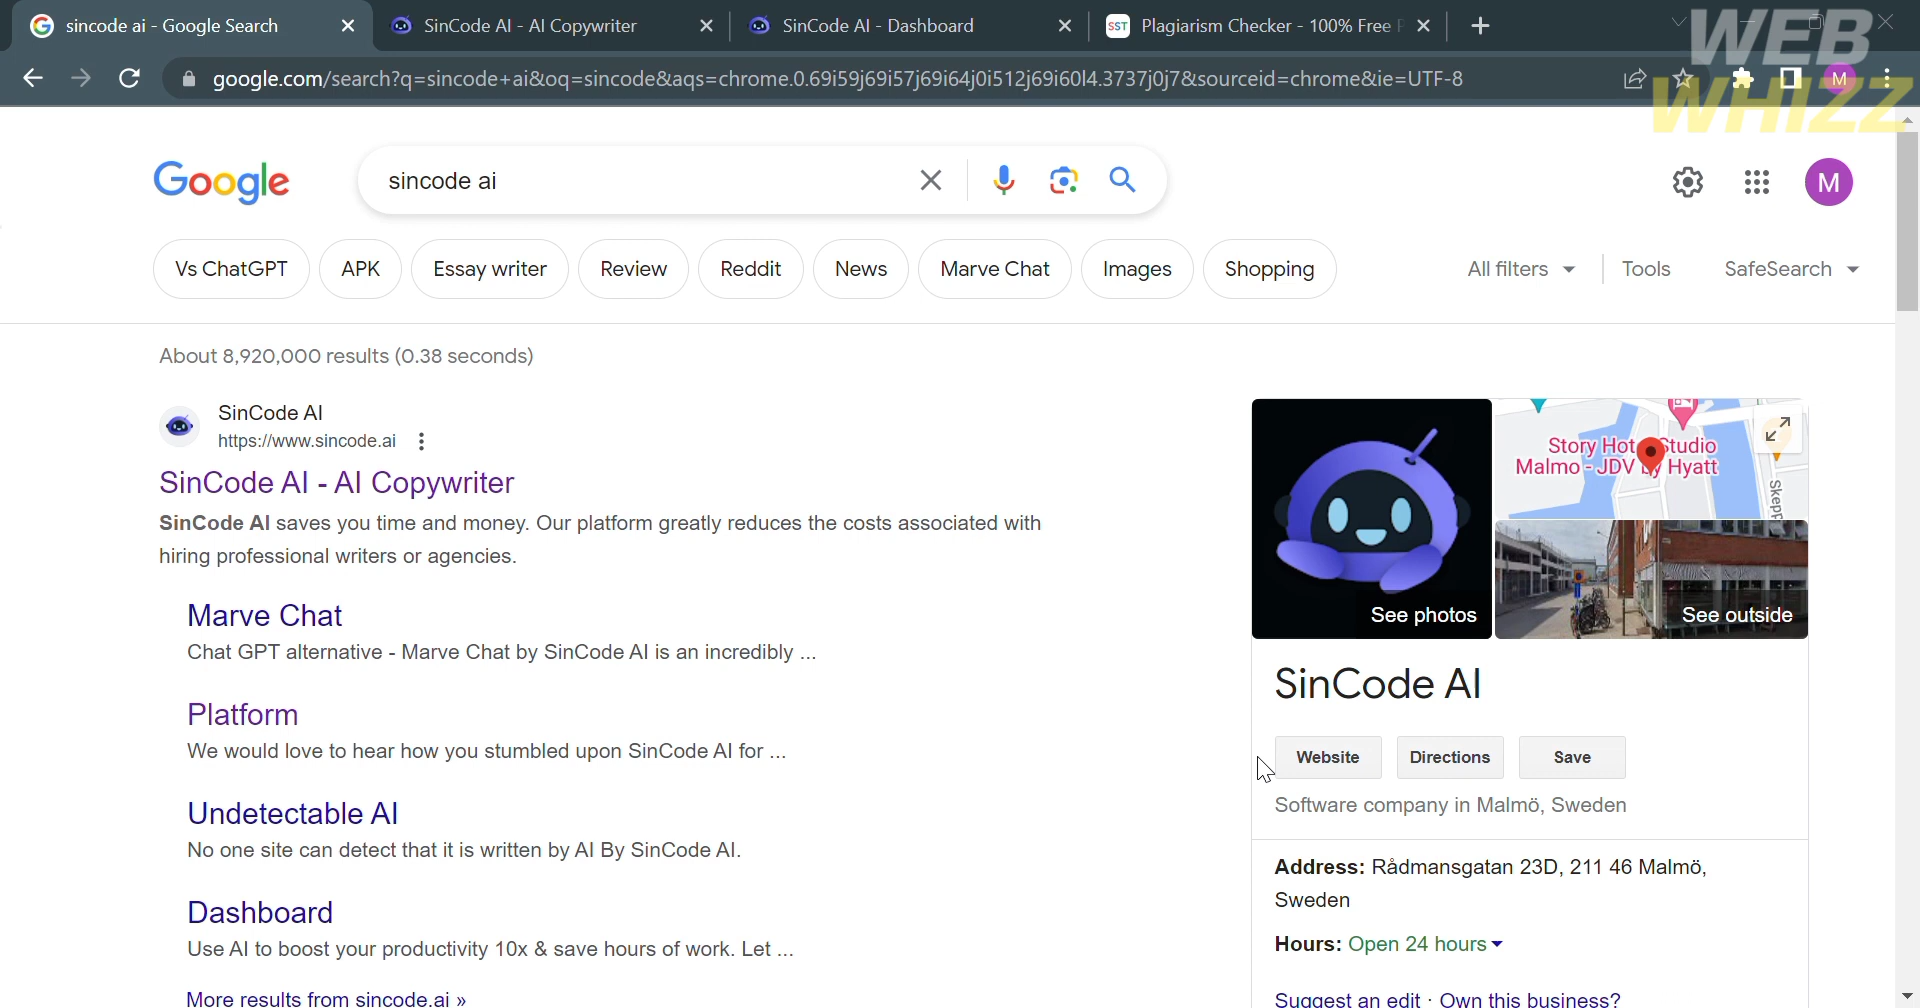 sincode ai - Google Search
SinCode AI - AI Copywriter
SinCode AI - Dashboard
SST
Plagiarism Checker - 100% Free
google.com/search?q=sincode+ai&oq=sincode&aqs=chrome.0.69i59j69i57j69i64j0i512j69i60l4.3737j0j7&sourceid=chrome&ie=UTF-8
M
WEB
WHIZZ
Google
sincode ai
M
Vs ChatGPT
APK
Essay writer
Review
Reddit
News
Marve Chat
Images
Shopping
All filters
Tools
SafeSearch
About 8,920,000 results (0.38 seconds)
SinCode AI
https://www.sincode.ai
SinCode AI - AI Copywriter
SinCode AI saves you time and money. Our platform greatly reduces the costs associated with
hiring professional writers or agencies.
Marve Chat
Chat GPT alternative - Marve Chat by SinCode AI is an incredibly ...
Platform
We would love to hear how you stumbled upon SinCode AI for ...
Undetectable AI
No one site can detect that it is written by AI By SinCode AI.
Dashboard
Use AI to boost your productivity 10x & save hours of work. Let ...
More results from sincode.ai »
Story Hot Studio
Malmo - JDV by Hyatt
Skepp
See photos
See outside
SinCode AI
Website
Directions
Save
Software company in Malmö, Sweden
Address: Rådmansgatan 23D, 211 46 Malmö,
Sweden
Hours: Open 24 hours
Suggest an edit · Own this business?